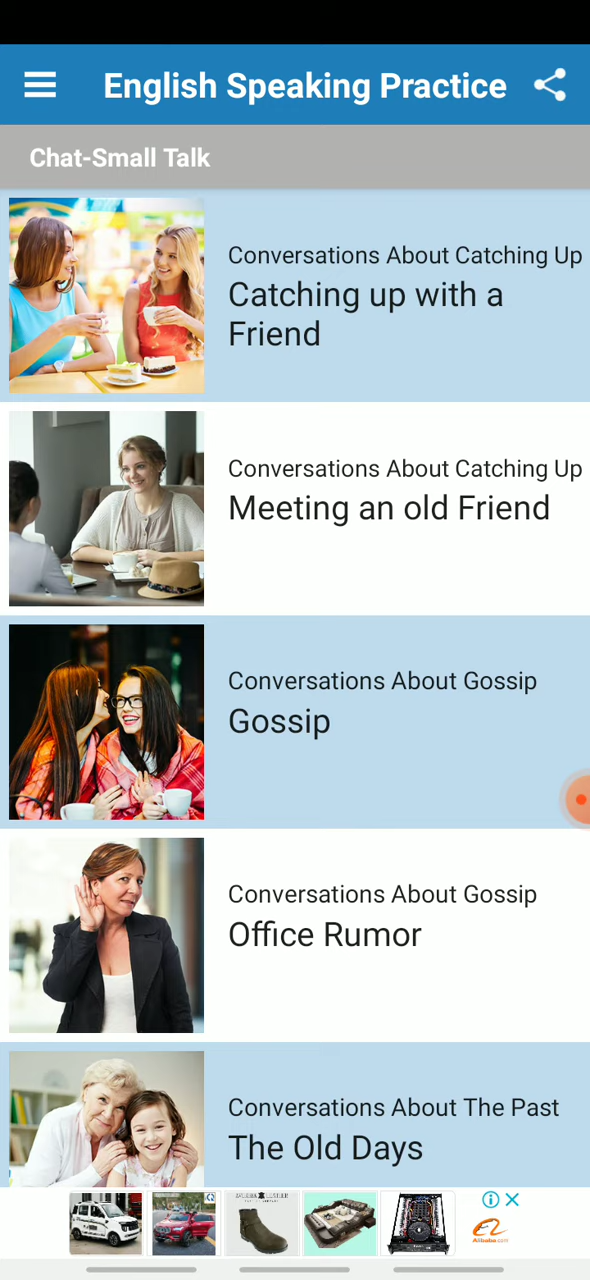 English Speaking Practice
Chat-Small Talk
Conversations About Catching Up
Catching up with a
Friend
Conversations About Catching Up
Meeting an old Friend
Conversations About Gossip
Gossip
Conversations About Gossip
Office Rumor
Conversations About The Past
The Old Days
Alibaba.com